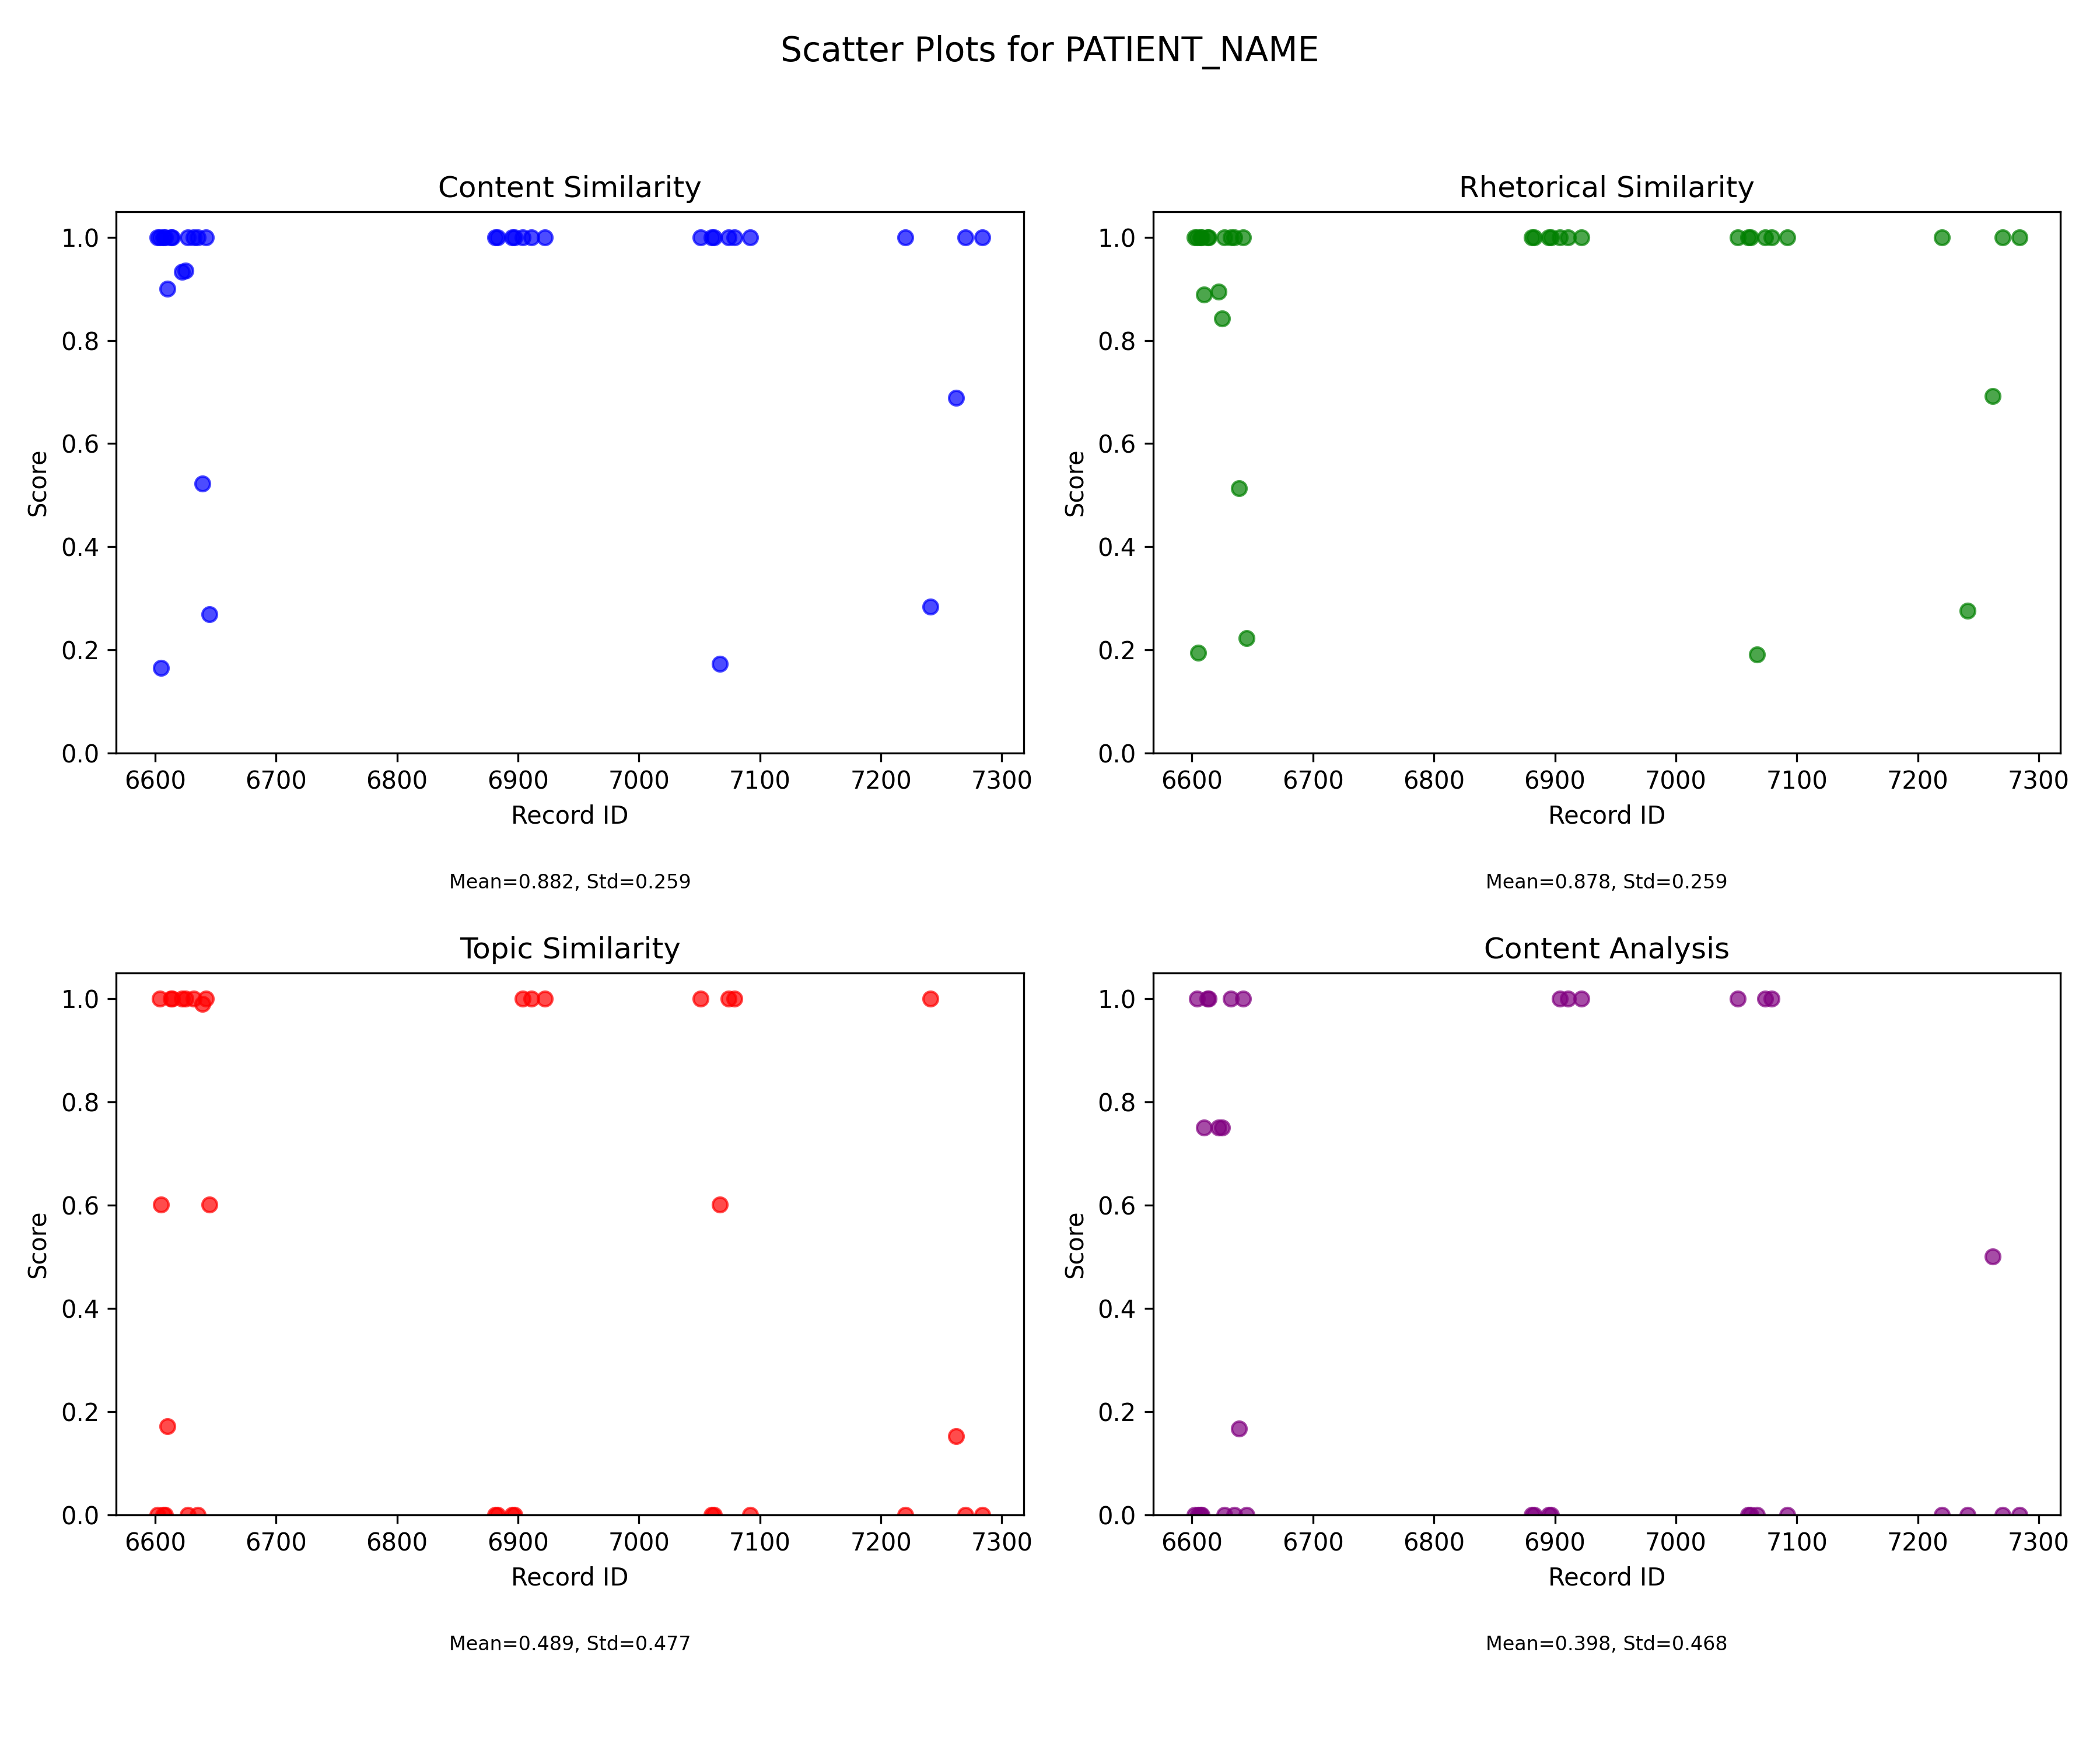 Scatter Plots for PATIENT_NAME
Content Similarity
1.0
0.8
0.6
0.4
0.2
0.0
Score
6600 6700 6800 6900 7000 7100 7200 7300
Record ID
Mean=0.882, Std=0.259
Rhetorical Similarity
1.0
0.8
0.6
0.4
0.2
0.0
Score
6600 6700 6800 6900 7000 7100 7200 7300
Record ID
Mean=0.878, Std=0.259
Topic Similarity
1.0
0.8
0.6
0.4
0.2
0.0
Score
6600 6700 6800 6900 7000 7100 7200 7300
Record ID
Mean=0.489, Std=0.477
Content Analysis
1.0
0.8
0.6
0.4
0.2
0.0
Score
6600 6700 6800 6900 7000 7100 7200 7300
Record ID
Mean=0.398, Std=0.468